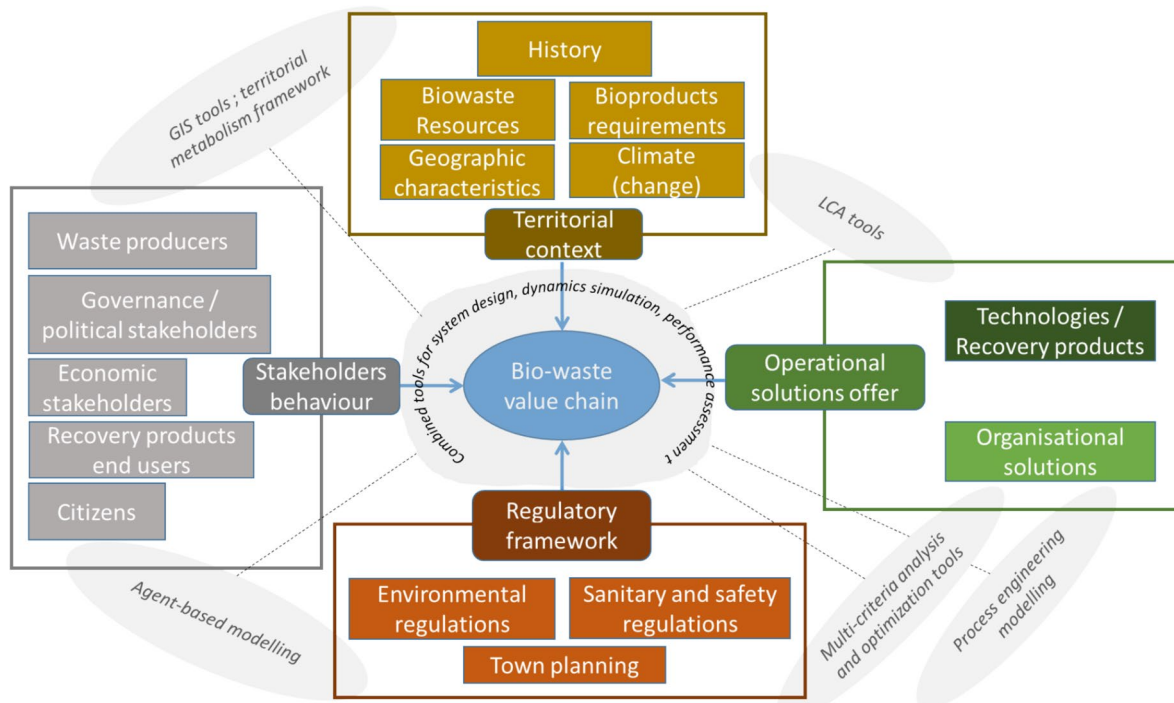 History
Biowaste
Resources
Bioproducts
requirements
Geographic
characteristics
Climate
(change)
Territorial
context
GIS tools ; territorial
metabolism framework
LCA tools
Waste producers
Governance /
political stakeholders
Economic
stakeholders
Recovery products
end users
Citizens
Stakeholders
behaviour
Combined tools for system design, dynamics simulation, performance assessment
Bio-waste
value chain
Operational
solutions offer
Technologies /
Recovery products
Organisational
solutions
Regulatory
framework
Environmental
regulations
Sanitary and safety
regulations
Town planning
Agent-based modelling
Multi-criteria analysis
and optimization tools
Process engineering
modelling